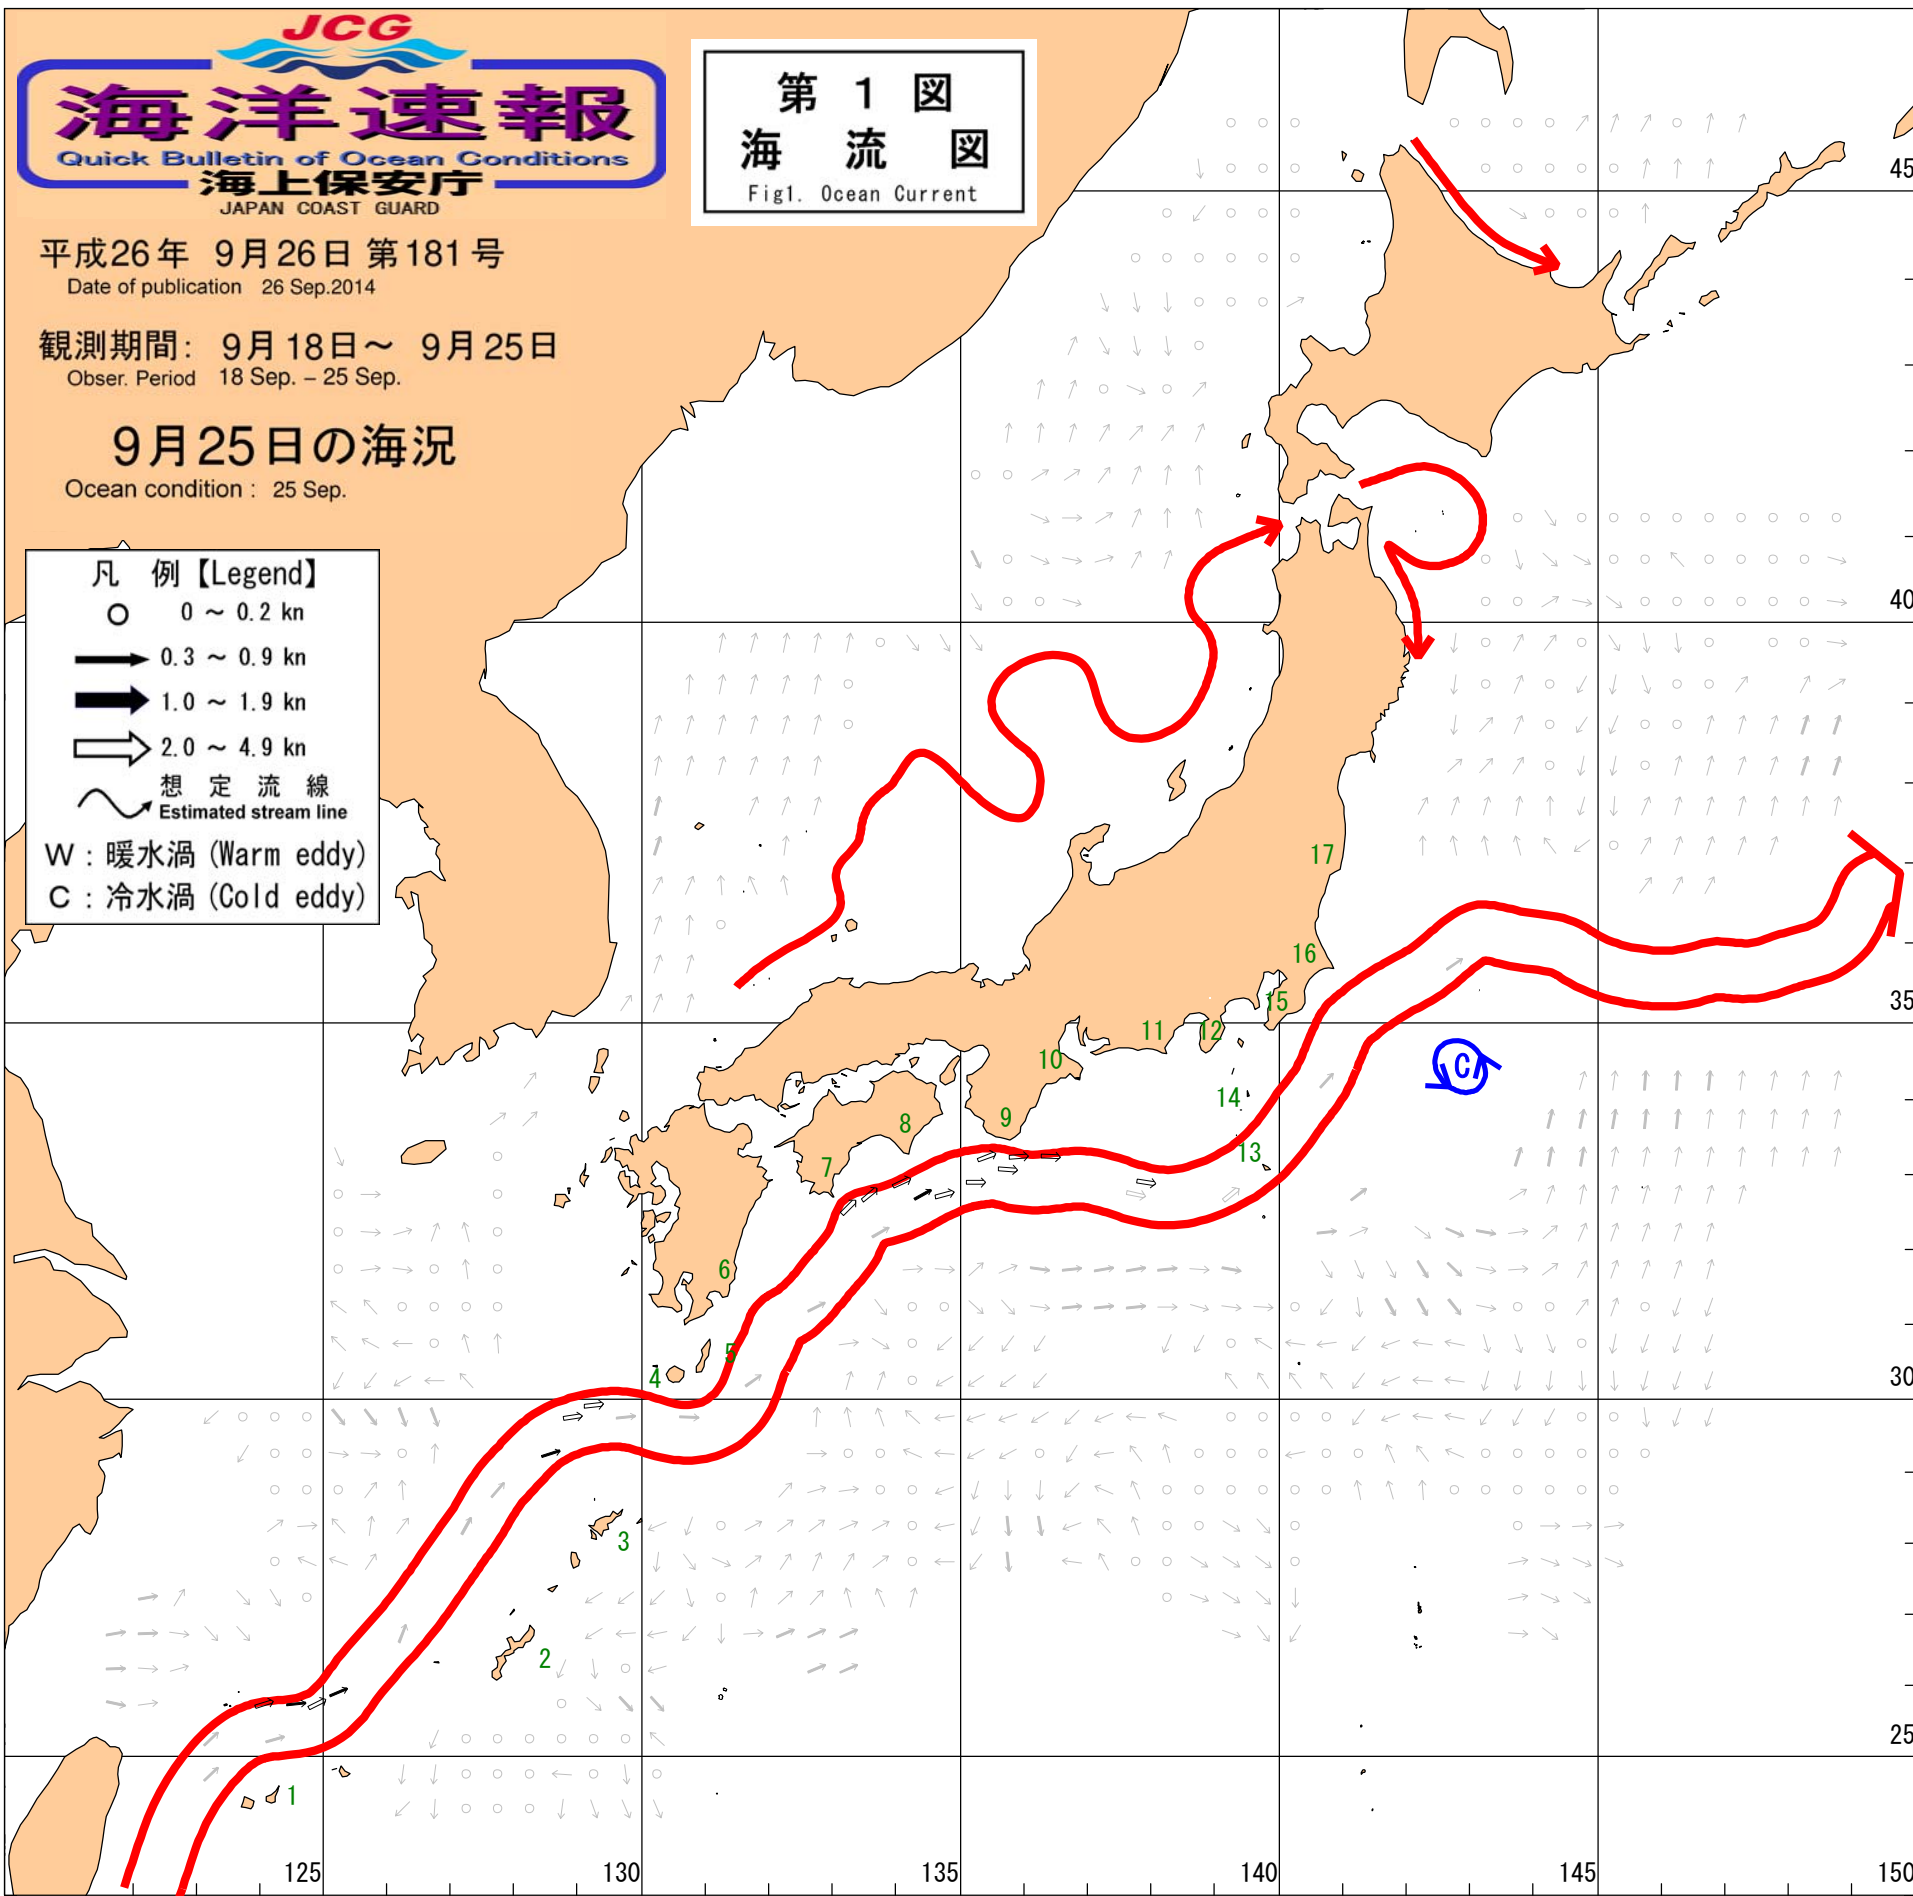 JCG
海洋速報
Quick Bulletin of Ocean Conditions
海上保安庁
JAPAN COAST GUARD
第 1 図
海 流 図
Fig1. Ocean Current
平成26年 9月26日 第181号
Date of publication 26 Sep.2014
観測期間: 9月18日～ 9月25日
Obser. Period 18 Sep. – 25 Sep.
9月25日の海況
Ocean condition : 25 Sep.
凡 例【Legend】
0 ～ 0.2 kn
0.3 ～ 0.9 kn
1.0 ～ 1.9 kn
2.0 ～ 4.9 kn
想 定 流 線
Estimated stream line
W : 暖水渦 (Warm eddy)
C : 冷水渦 (Cold eddy)
45
40
17
16
35
15
12
11
10
C
14
9
8
13
7
6
5
4
30
3
2
25
1
125
130
135
140
145
150